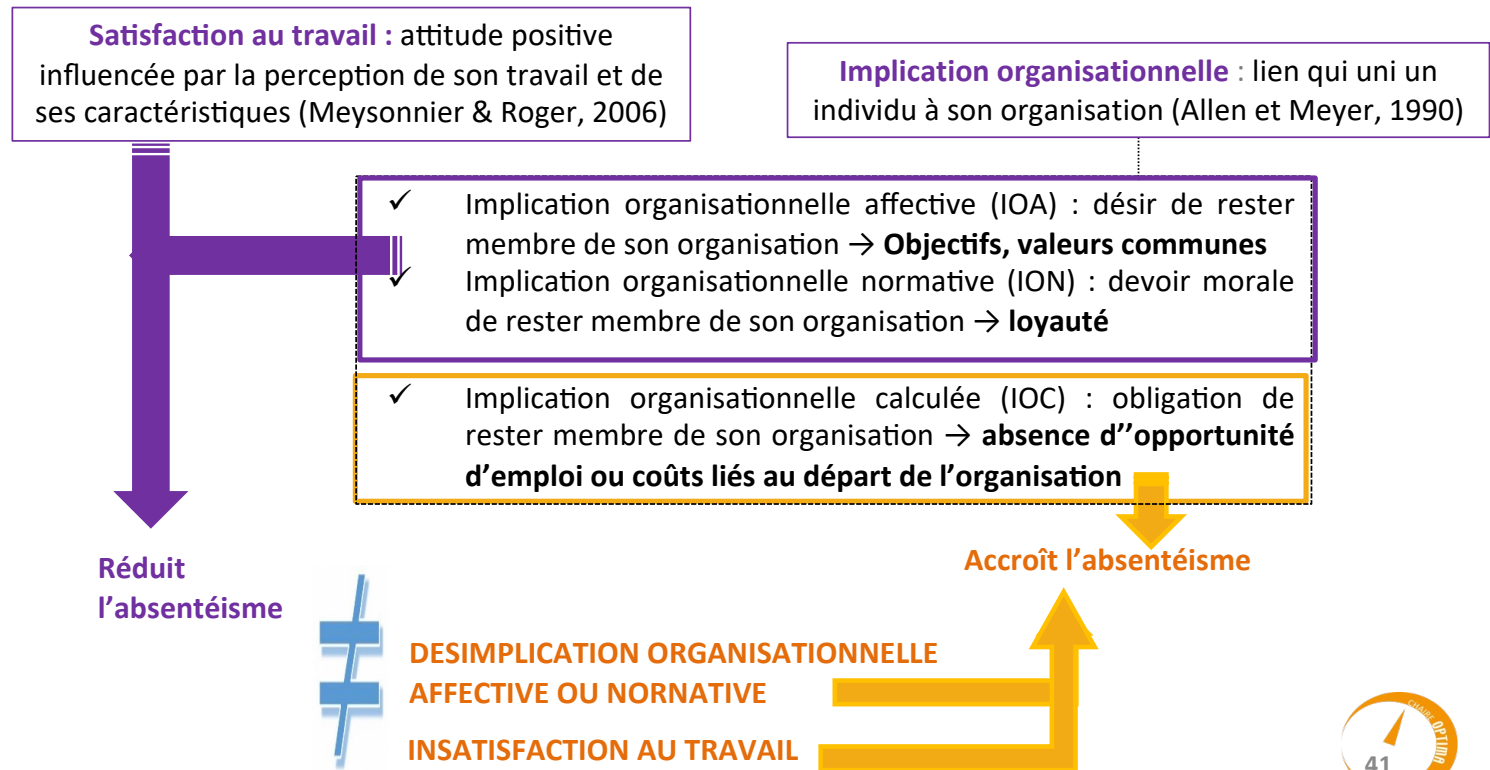 Satisfaction au travail : attitude positive
influencée par la perception de son travail et de
ses caractéristiques (Meysonnier & Roger, 2006)
Implication organisationnelle : lien qui uni un
individu à son organisation (Allen et Meyer, 1990)
✓ Implication organisationnelle affective (IOA) : désir de rester
membre de son organisation → Objectifs, valeurs communes
✓ Implication organisationnelle normative (ION) : devoir morale
de rester membre de son organisation → loyauté
✓ Implication organisationnelle calculée (IOC) : obligation de
rester membre de son organisation → absence d''opportunité
d'emploi ou coûts liés au départ de l'organisation
Réduit
l'absentéisme
Accroît l'absentéisme
DESIMPLICATION ORGANISATIONNELLE
AFFECTIVE OU NORNATIVE
INSATISFACTION AU TRAVAIL
CHAIRE OPTIMA
41